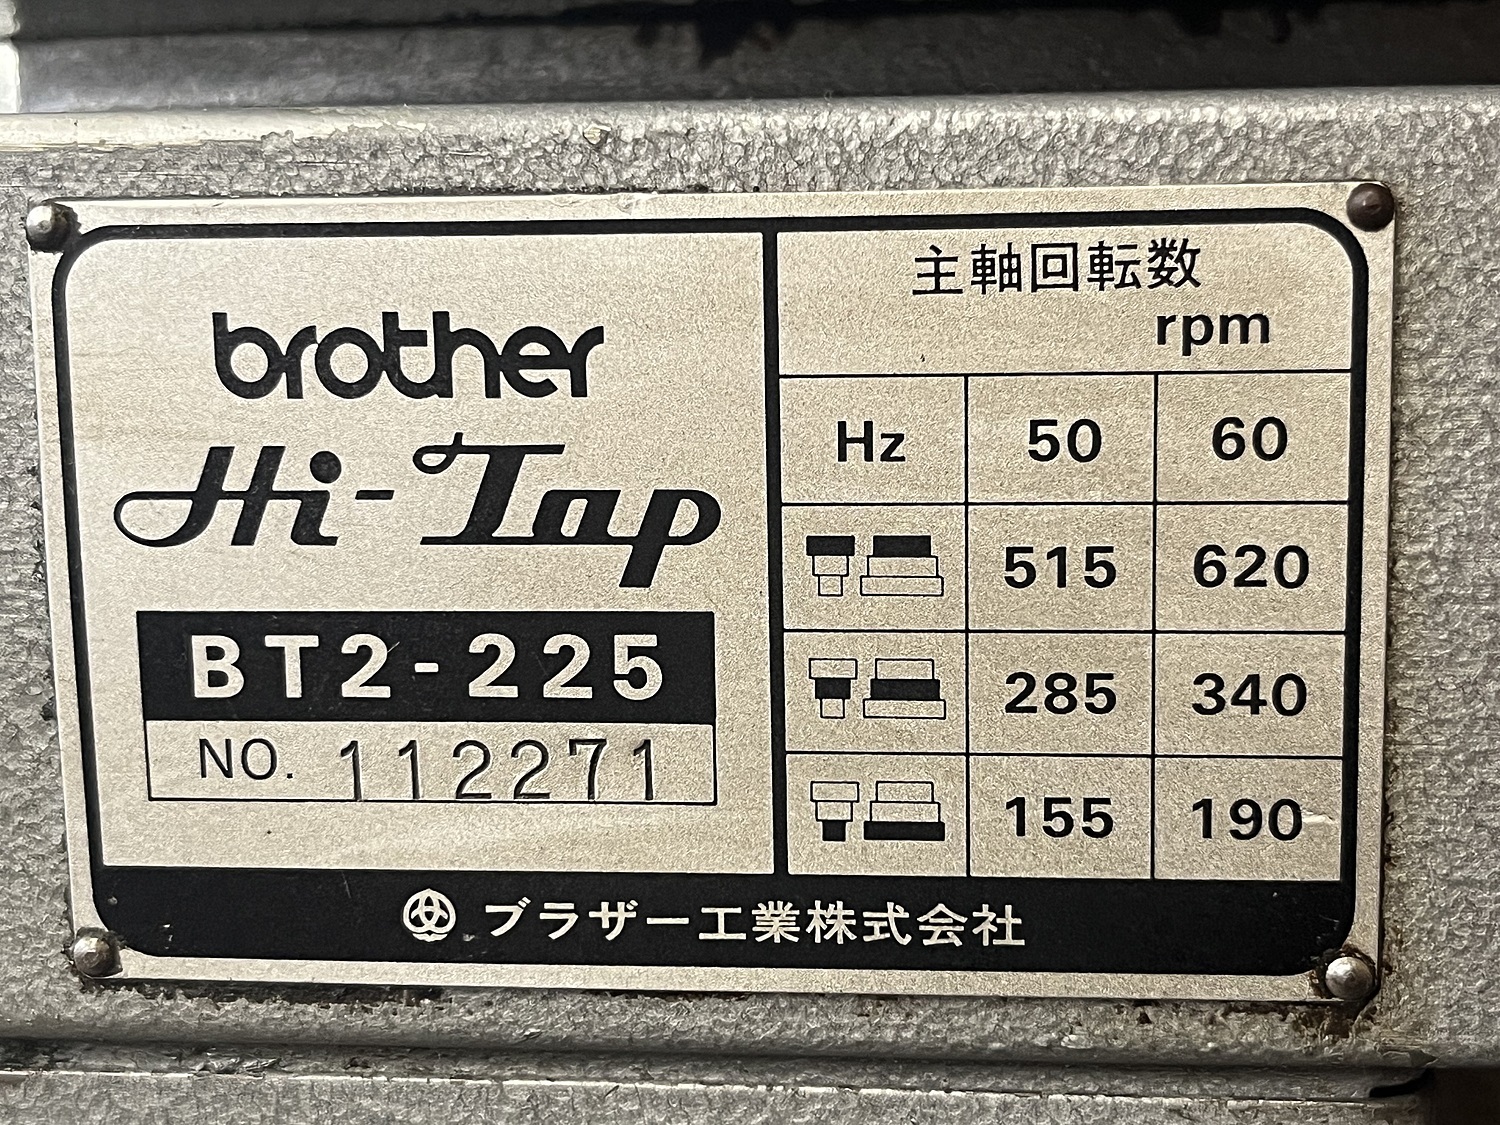 brother
Hi-Tap
BT2-225
NO. 112271
主軸回転数
rpm
Hz 50 60
515 620
285 340
155 190
ブラザー工業株式会社